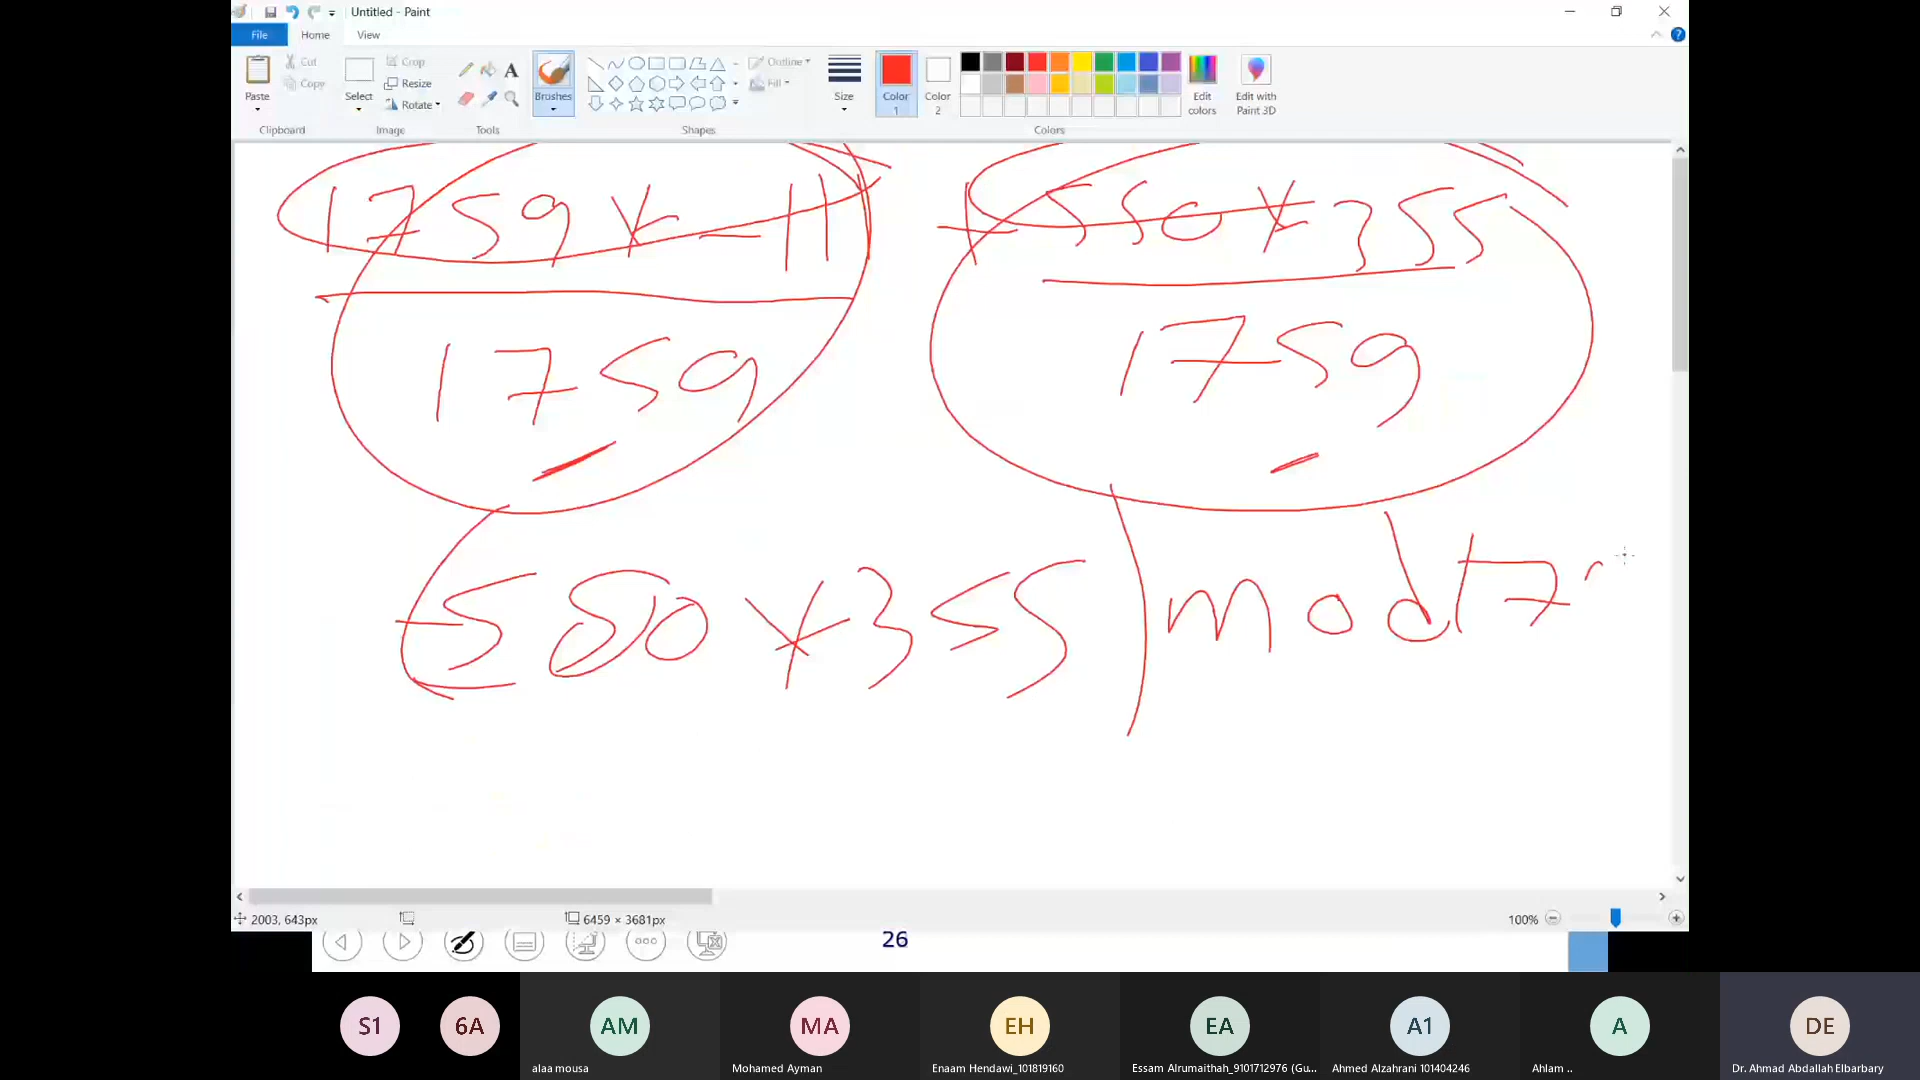 Untitled - Paint
File Home View
Paste
Cut
Copy
Clipboard
Select
Crop
Resize
Rotate
Image
A
Tools
Brushes
Outline
Fill
Shapes
Size
Color 1
Color 2
Edit colors
Edit with Paint 3D
Colors
1759 * -111 + 550 * 355
1759 1759
550 * 355 mod 17
2003, 643px 6459 × 3681px 100%
26
S1 6A AM MA EH EA A1 A DE
alaa mousa Mohamed Ayman Enaam Hendawi_101819160 Essam Alrumaithah_9101712976 (Gu... Ahmed Alzahrani 101404246 Ahlam .. Dr. Ahmad Abdallah Elbarbary